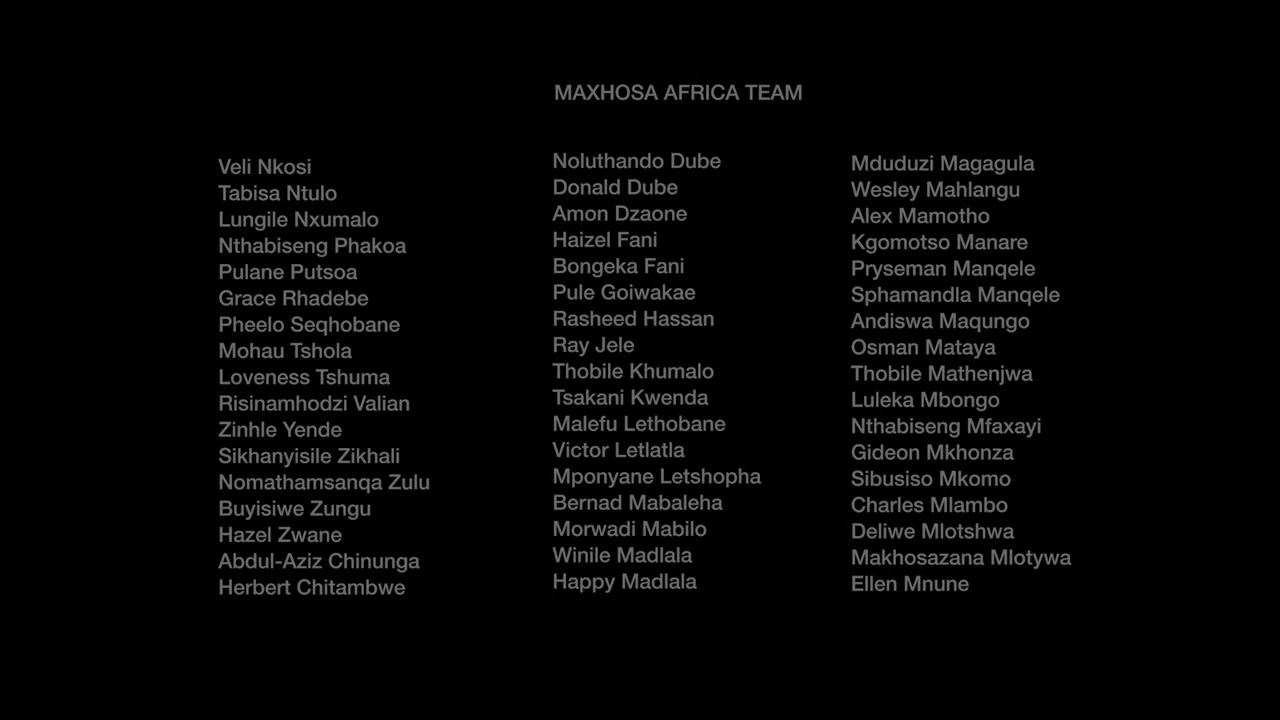 MAXHOSA AFRICA TEAM
Veli Nkosi
Tabisa Ntulo
Lungile Nxumalo
Nthabiseng Phakoa
Pulane Putsoa
Grace Rhadebe
Pheelo Seqhobane
Mohau Tshola
Loveness Tshuma
Risinamhodzi Valian
Zinhle Yende
Sikhanyisile Zikhali
Nomathamsanqa Zulu
Buyisiwe Zungu
Hazel Zwane
Abdul-Aziz Chinunga
Herbert Chitambwe
Noluthando Dube
Donald Dube
Amon Dzaone
Haizel Fani
Bongeka Fani
Pule Goiwakae
Rasheed Hassan
Ray Jele
Thobile Khumalo
Tsakani Kwenda
Malefu Lethobane
Victor Letlatla
Mponyane Letshopha
Bernad Mabaleha
Morwadi Mabilo
Winile Madlala
Happy Madlala
Mduduzi Magagula
Wesley Mahlangu
Alex Mamotho
Kgomotso Manare
Pryseman Manqele
Sphamandla Manqele
Andiswa Maqungo
Osman Mataya
Thobile Mathenjwa
Luleka Mbongo
Nthabiseng Mfaxayi
Gideon Mkhonza
Sibusiso Mkomo
Charles Mlambo
Deliwe Mlotshwa
Makhosazana Mlotywa
Ellen Mnune